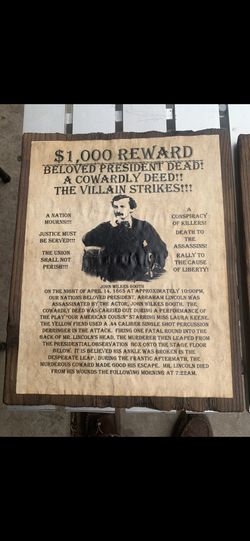 $1,000 REWARD
BELOVED PRESIDENT DEAD!
A COWARDLY DEED!!
THE VILLAIN STRIKES!!!
A NATION
MOURNS!!!
JUSTICE MUST
BE SERVED!!!
THE UNION
SHALL NOT
PERISH!!!
A
CONSPIRACY
OF KILLERS!
DEATH TO
THE
ASSASSINS!
RALLY TO
THE CAUSE
OF LIBERTY!
JOHN WILKES BOOTH
ON THE NIGHT OF APRIL 14, 1865 AT APPROXIMATELY 10:00PM,
OUR NATIONS BELOVED PRESIDENT, ABRAHAM LINCOLN WAS
ASSASSINATED BY THE ACTOR, JOHN WILKES BOOTH. THE
COWARDLY DEED WAS CARRIED OUT DURING A PERFORMANCE OF
THE PLAY "OUR AMERICAN COUSIN" STARRING MISS LAURA KEENE.
THE YELLOW FIEND USED A .44 CALIBER SINGLE SHOT PERCUSSION
DERRINGER IN THE ATTACK. FIRING ONE FATAL ROUND INTO THE
BACK OF MR. LINCOLN'S HEAD, THE MURDERER THEN LEAPED FROM
THE PRESIDENTIAL OBSERVATION BOX ONTO THE STAGE FLOOR
BELOW. IT IS BELIEVED HIS ANKLE WAS BROKEN IN THE
DESPERATE LEAP. DURING THE FRANTIC AFTERMATH, THE
MURDEROUS COWARD MADE GOOD HIS ESCAPE. MR. LINCOLN DIED
FROM HIS WOUNDS THE FOLLOWING MORNING AT 7:22AM.